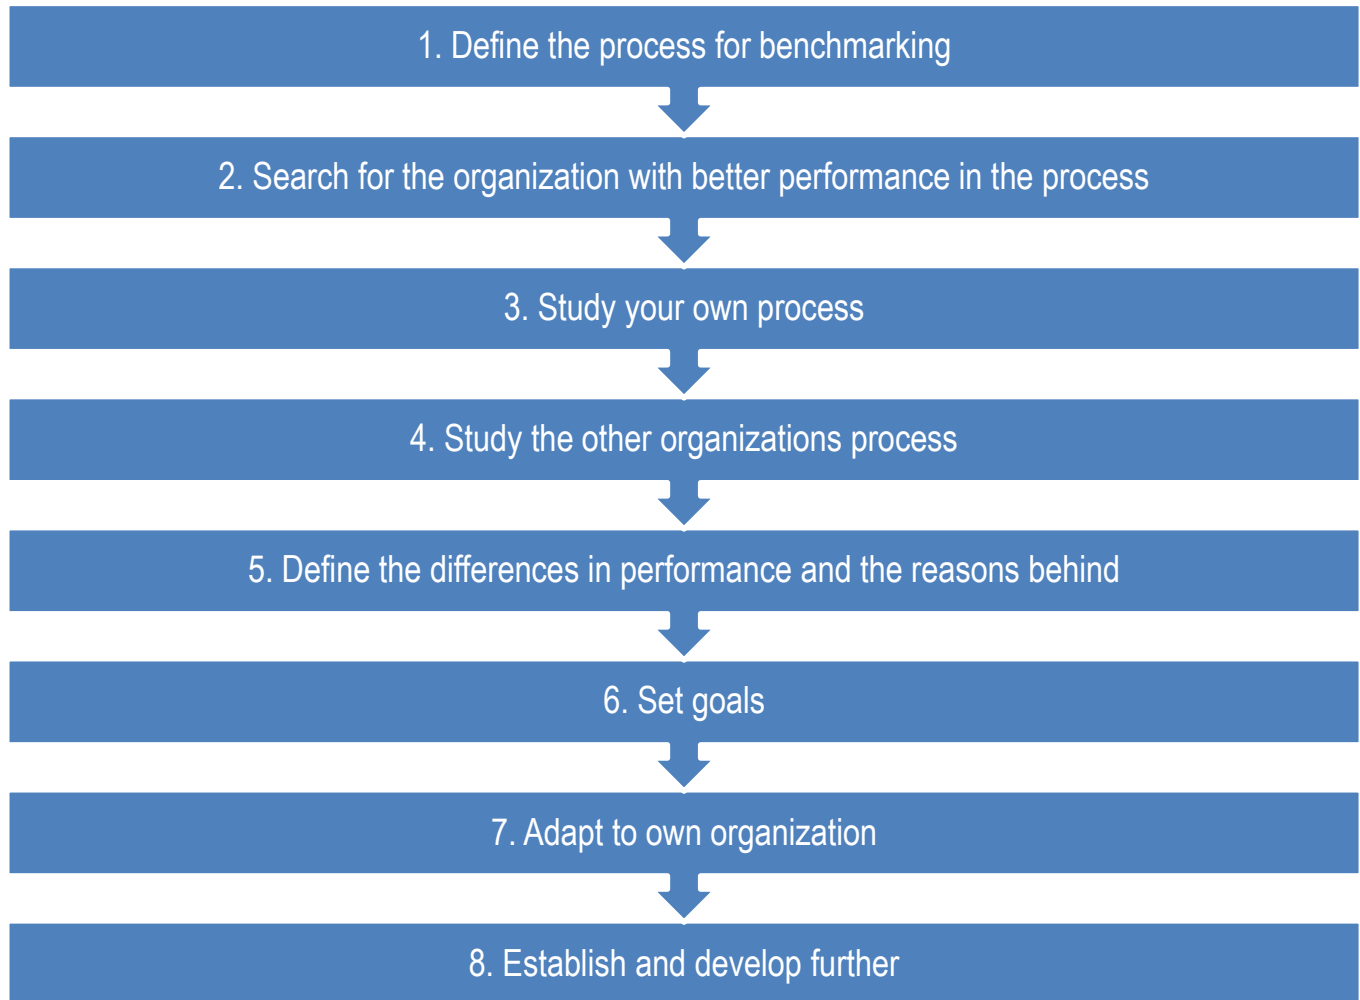 1. Define the process for benchmarking
2. Search for the organization with better performance in the process
3. Study your own process
4. Study the other organizations process
5. Define the differences in performance and the reasons behind
6. Set goals
7. Adapt to own organization
8. Establish and develop further